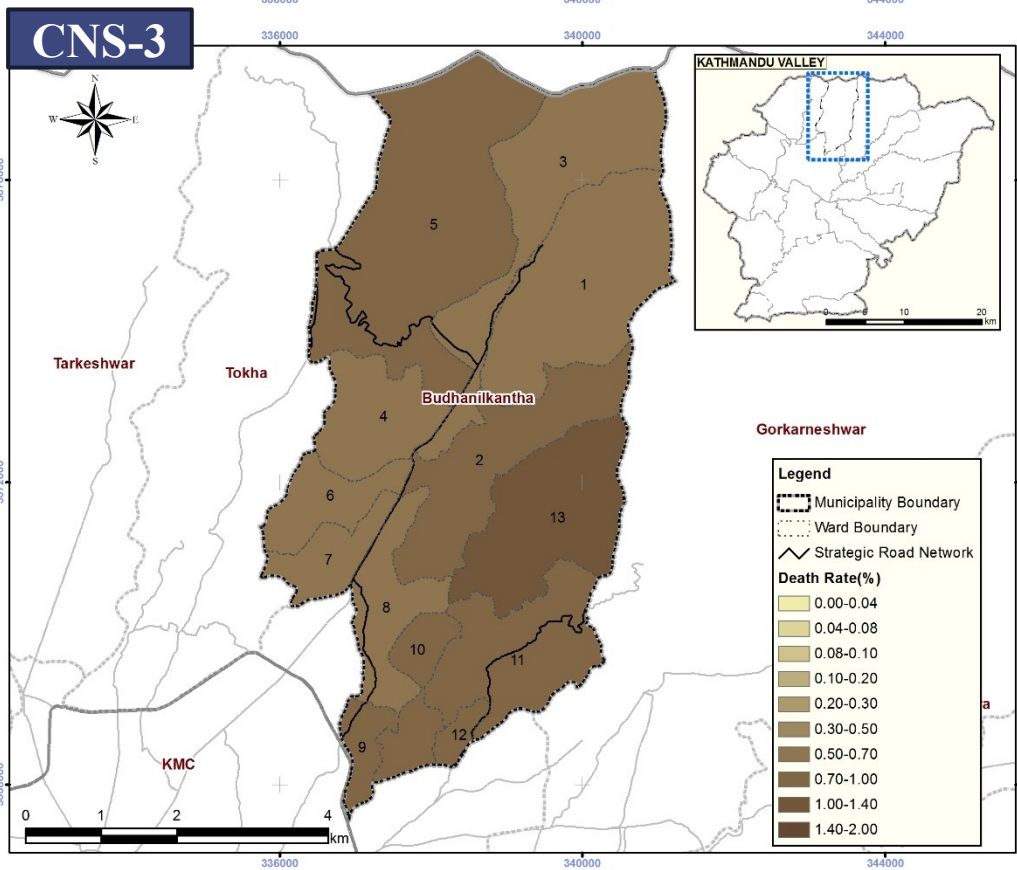 CNS-3
336000
340000
344000
N
W
E
S
KATHMANDU VALLEY
0
10
20
km
3
5
1
Tarkeshwar
Tokha
Budhanilkantha
4
Gorkarneshwar
2
6
13
7
8
10
11
9
12
KMC
Legend
Municipality Boundary
Ward Boundary
Strategic Road Network
Death Rate(%)
0.00-0.04
0.04-0.08
0.08-0.10
0.10-0.20
0.20-0.30
0.30-0.50
0.50-0.70
0.70-1.00
1.00-1.40
1.40-2.00
0
1
2
4
km
336000
340000
344000